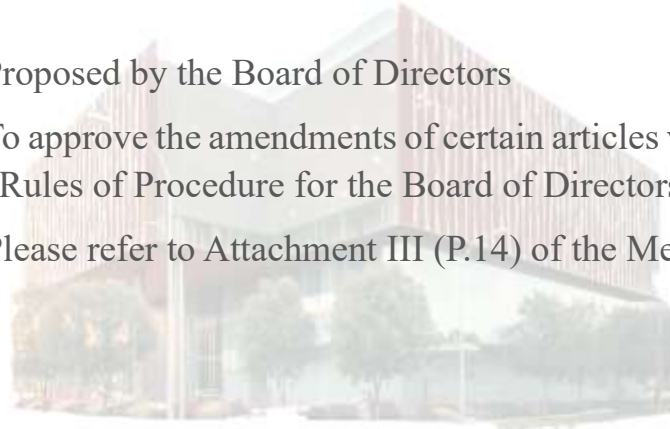 Proposed by the Board of Directors
To approve the amendments of certain articles
Rules of Procedure for the Board of Directors
Please refer to Attachment III (P.14) of the Me